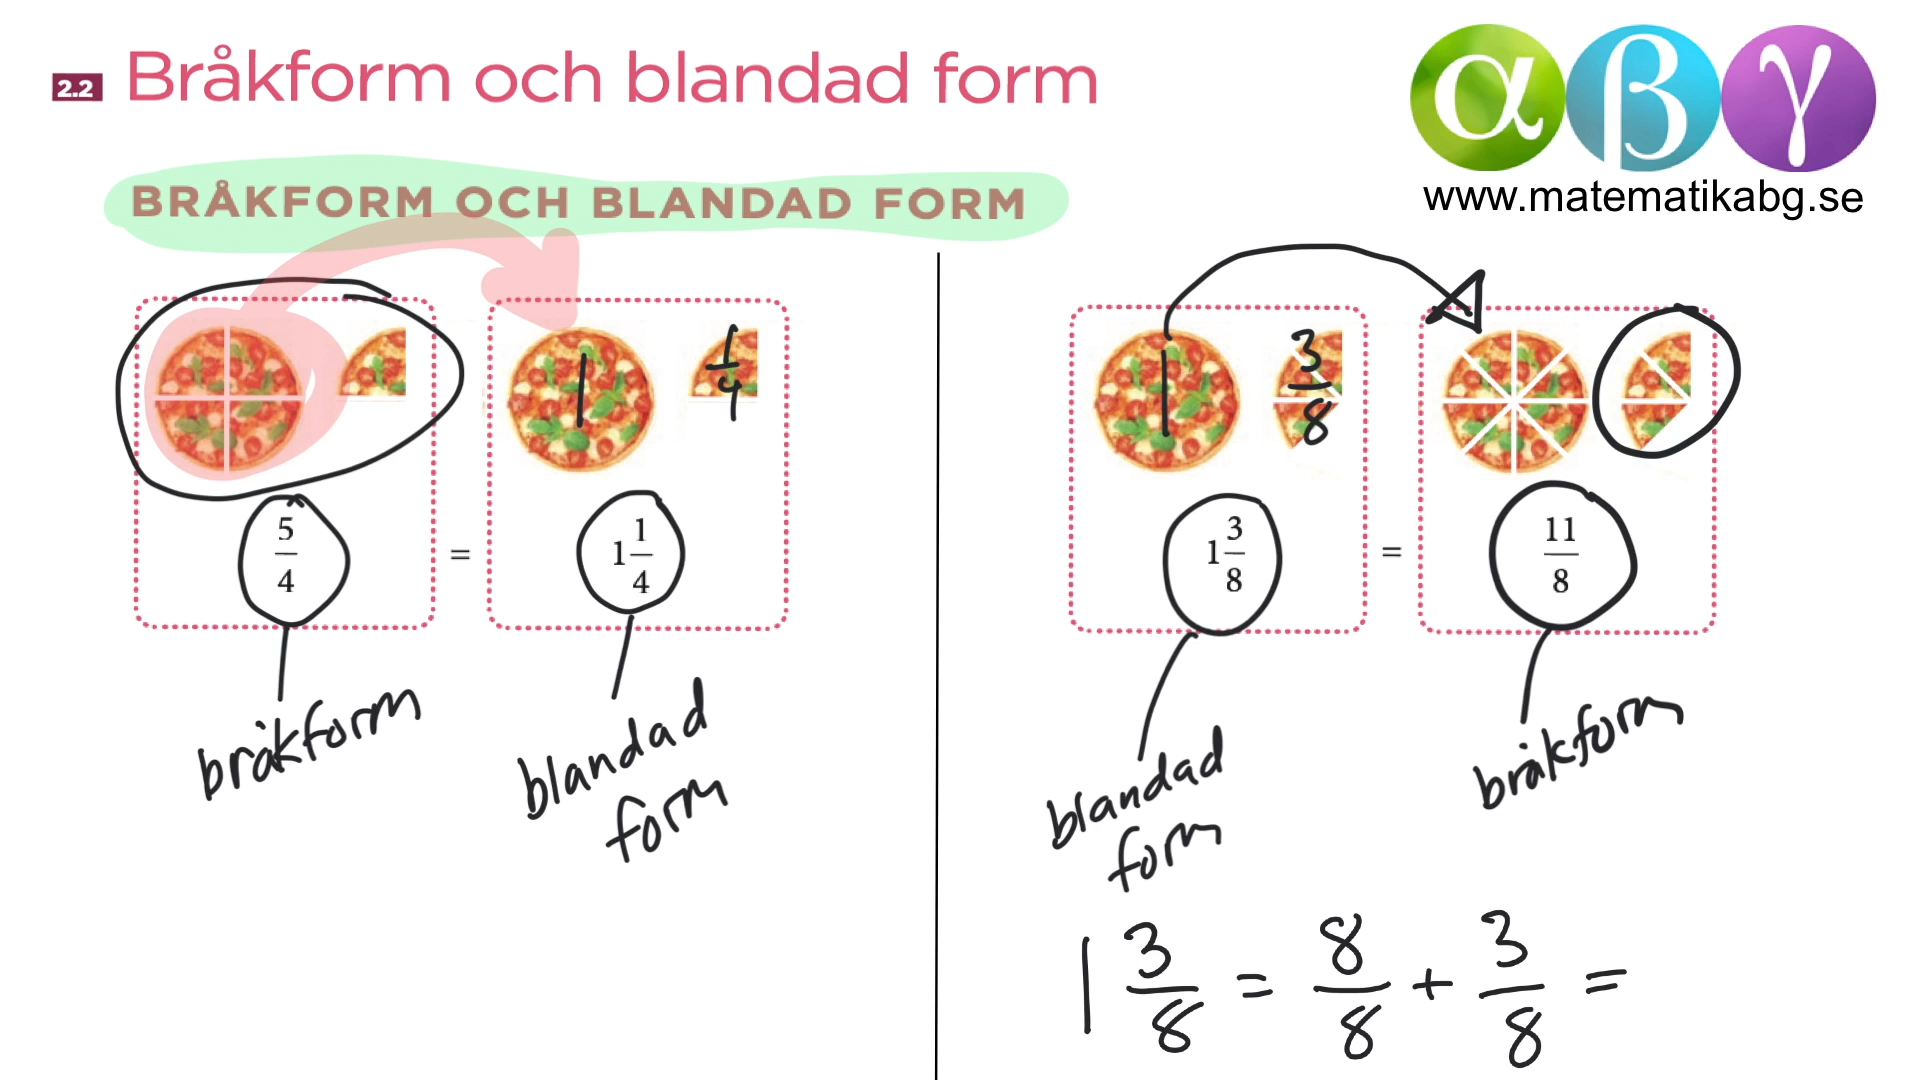 2.2 Bråkform och blandad form
αβγ
www.matematikabg.se
BRÅKFORM OCH BLANDAD FORM
1 1/4
5/4 = 1 1/4
bråkform
blandad
form
1 3/8
1 3/8 = 11/8
blandad
form
bråkform
1 3/8 = 8/8 + 3/8 =